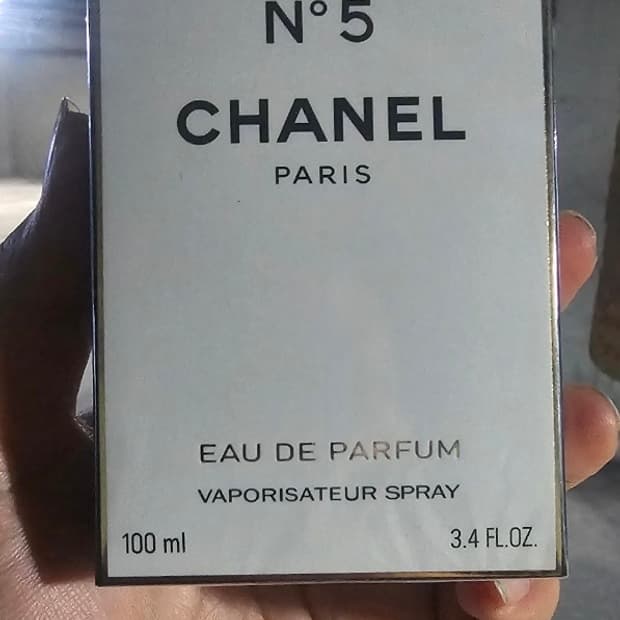 N°5
CHANEL
PARIS
EAU DE PARFUM
VAPORISATEUR SPRAY
100 ml
3.4 FL.OZ.